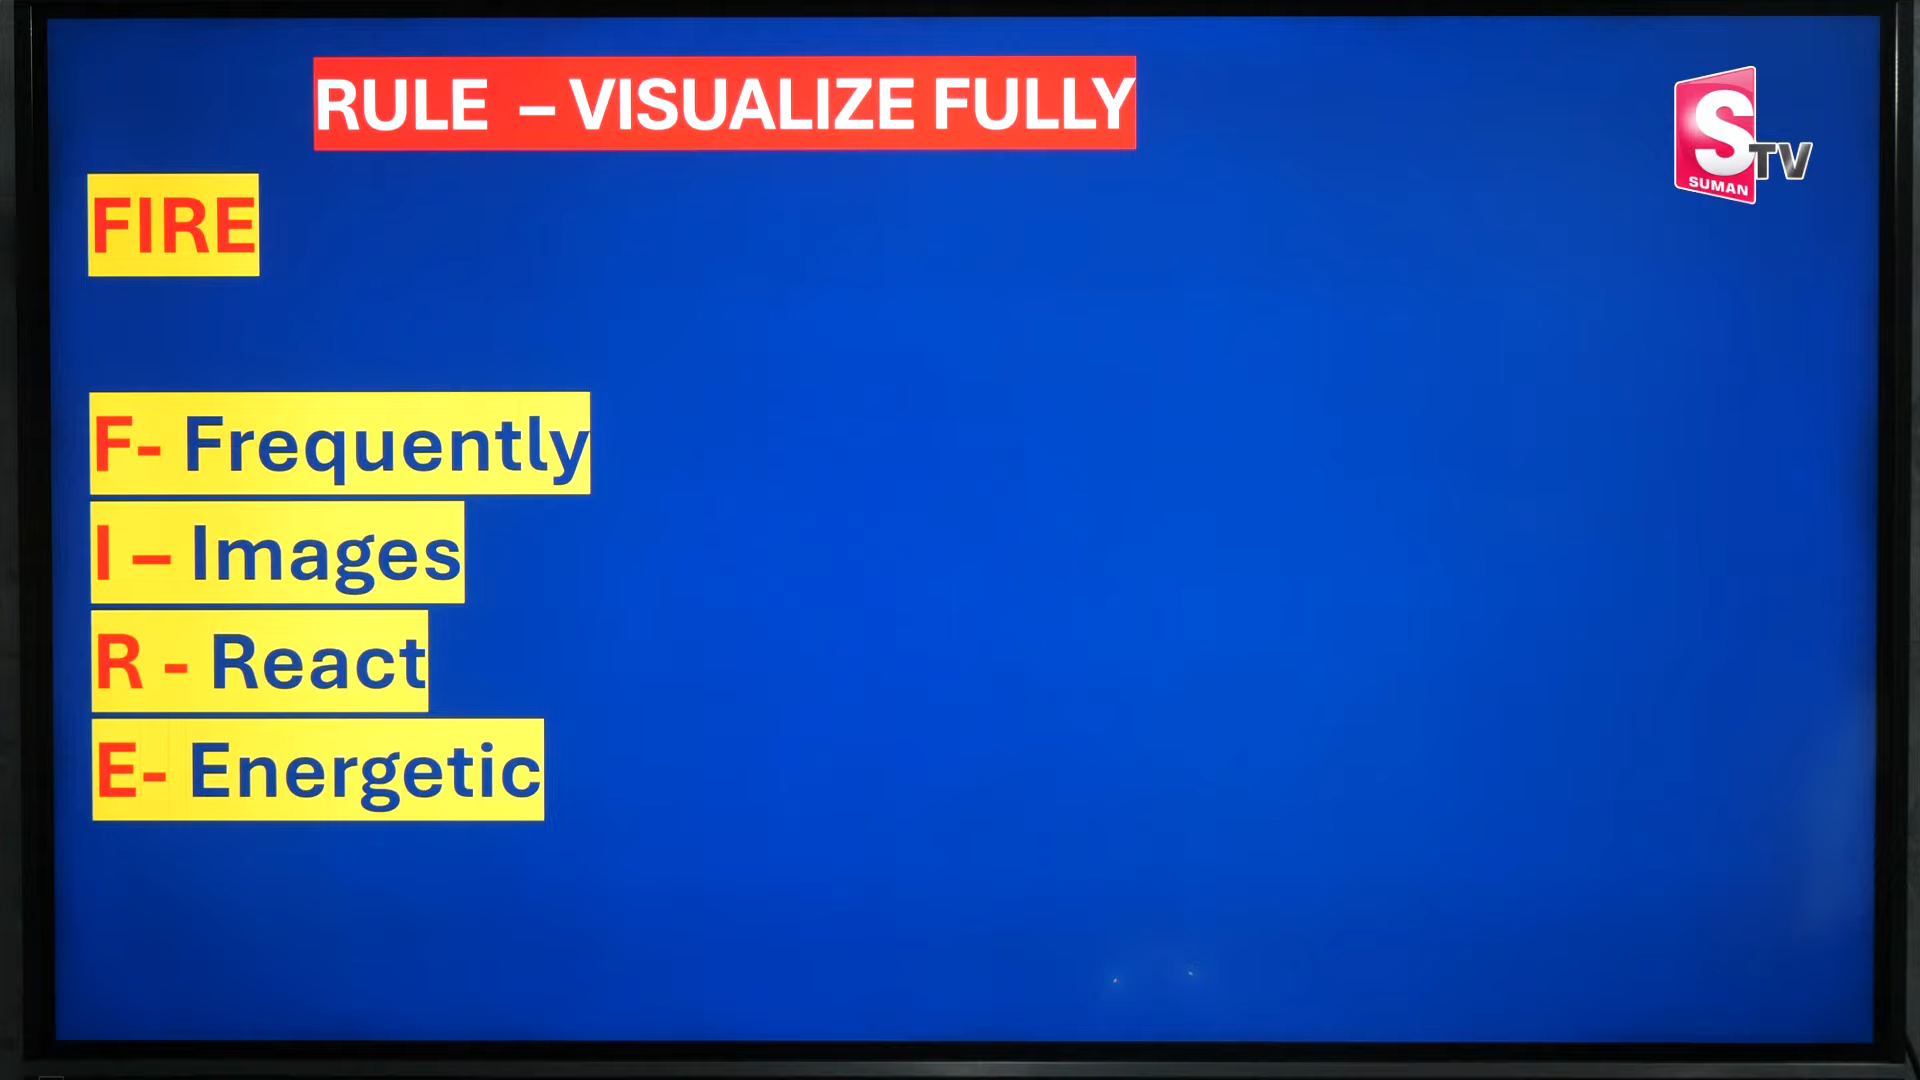 RULE – VISUALIZE FULLY
S TV
SUMAN
FIRE
F- Frequently
I – Images
R - React
E- Energetic